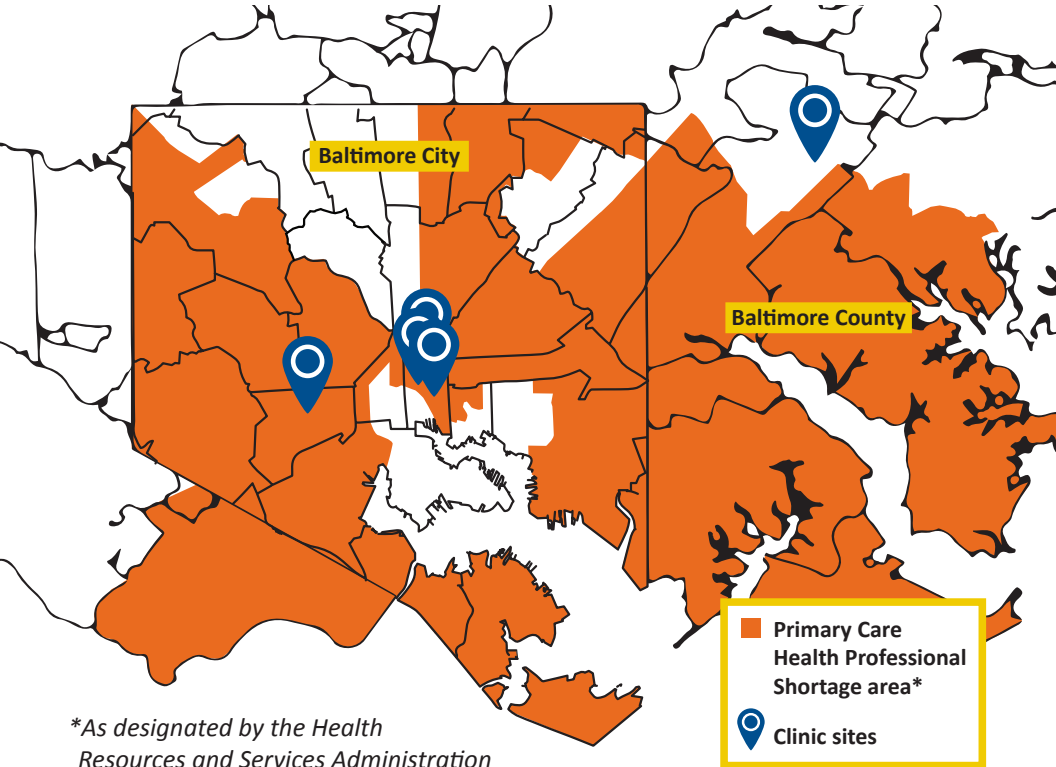 Baltimore City
Baltimore County
Primary Care
Health Professional
Shortage area*
Clinic sites
*As designated by the Health
Resources and Services Administration